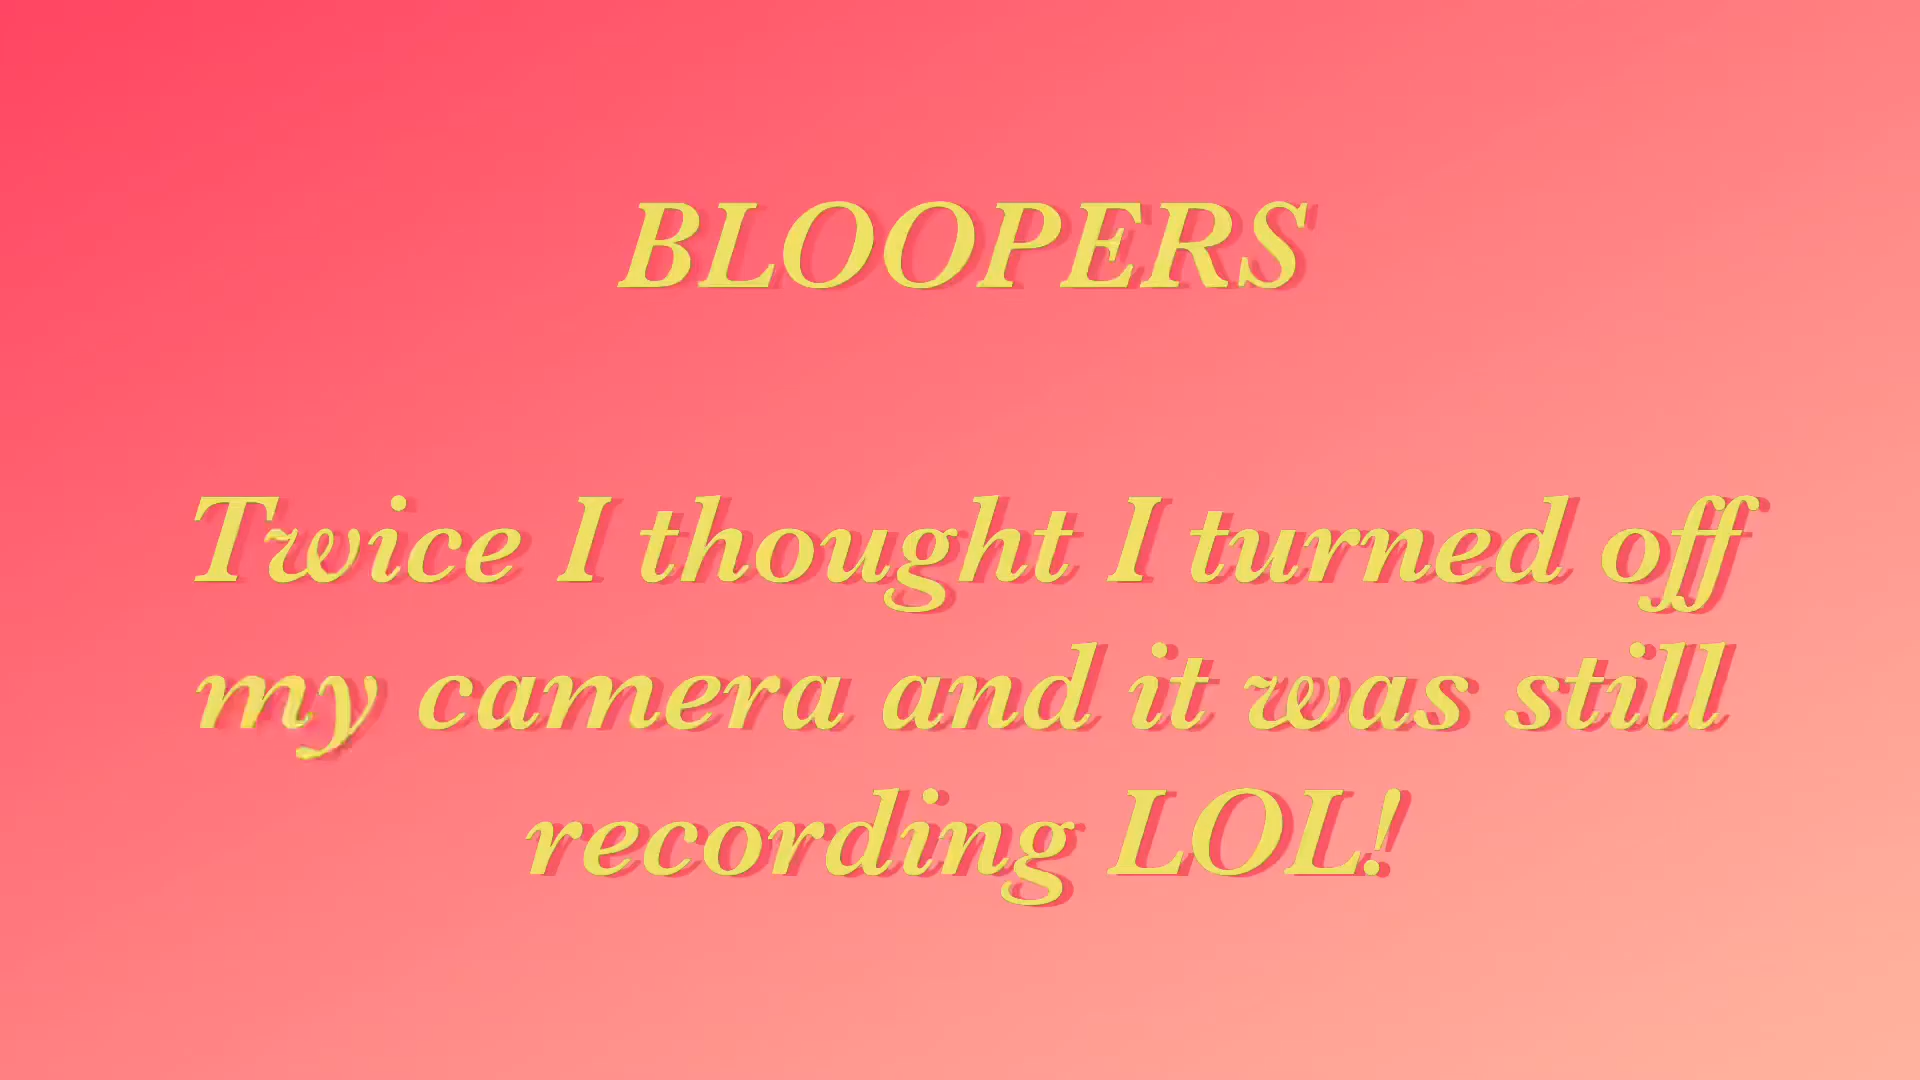 BLOOPERS
Twice I thought I turned off
my camera and it was still
recording LOL!